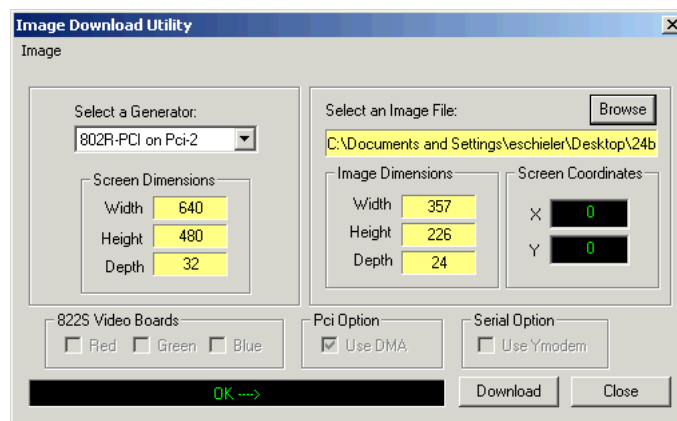 Image Download Utility
Image
Select a Generator:
802R-PCI on Pci-2
Screen Dimensions
Width 640
Height 480
Depth 32
Select an Image File:
Browse
C:\Documents and Settings\eschieler\Desktop\24b
Image Dimensions
Width 357
Height 226
Depth 24
Screen Coordinates
X 0
Y 0
822S Video Boards
Red Green Blue
Pci Option
Use DMA
Serial Option
Use Ymodem
OK ---->
Download
Close